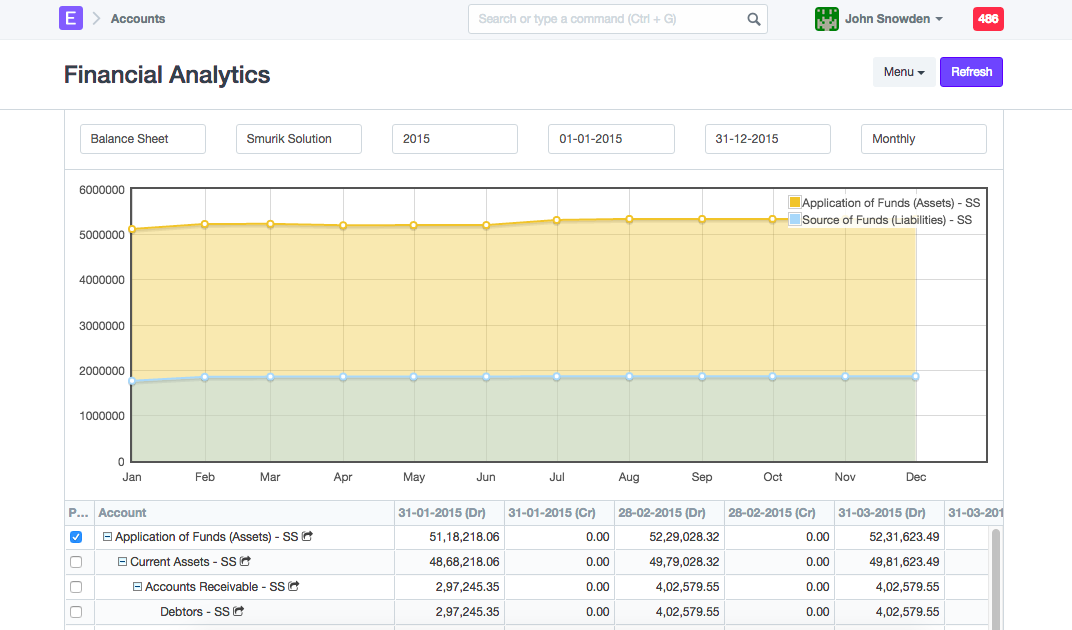 E Accounts Search or type a command (Ctrl + G) John Snowden 486
Financial Analytics Menu Refresh
Balance Sheet Smurik Solution 2015 01-01-2015 31-12-2015 Monthly
6000000
Application of Funds (Assets) - SS
Source of Funds (Liabilities) - SS
5000000
4000000
3000000
2000000
1000000
0
Jan Feb Mar Apr May Jun Jul Aug Sep Oct Nov Dec
P... Account 31-01-2015 (Dr) 31-01-2015 (Cr) 28-02-2015 (Dr) 28-02-2015 (Cr) 31-03-2015 (Dr) 31-03-201
Application of Funds (Assets) - SS 51,18,218.06 0.00 52,29,028.32 0.00 52,31,623.49
Current Assets - SS 48,68,218.06 0.00 49,79,028.32 0.00 49,81,623.49
Accounts Receivable - SS 2,97,245.35 0.00 4,02,579.55 0.00 4,02,579.55
Debtors - SS 2,97,245.35 0.00 4,02,579.55 0.00 4,02,579.55